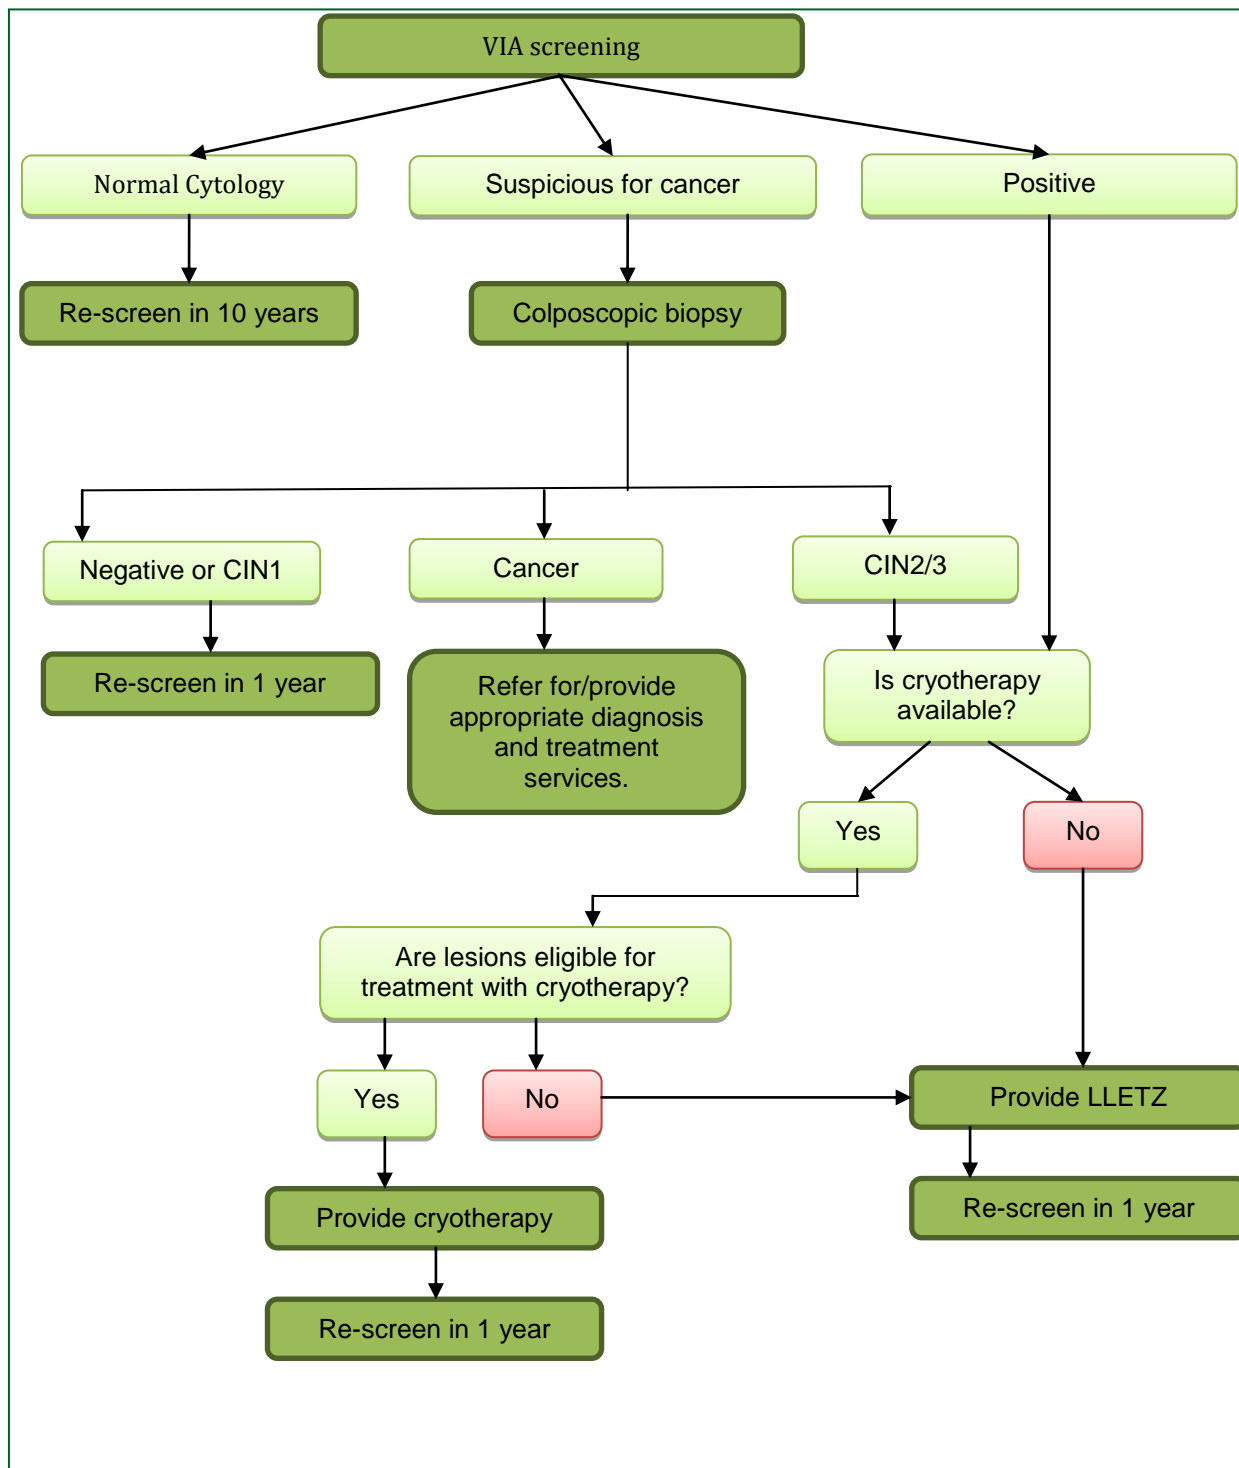 VIA screening
Normal Cytology
Suspicious for cancer
Positive
Re-screen in 10 years
Colposcopic biopsy
Negative or CIN1
Cancer
CIN2/3
Re-screen in 1 year
Refer for/provide
appropriate diagnosis
and treatment
services.
Is cryotherapy
available?
Yes
No
Are lesions eligible for
treatment with cryotherapy?
Yes
No
Provide LLETZ
Provide cryotherapy
Re-screen in 1 year
Re-screen in 1 year